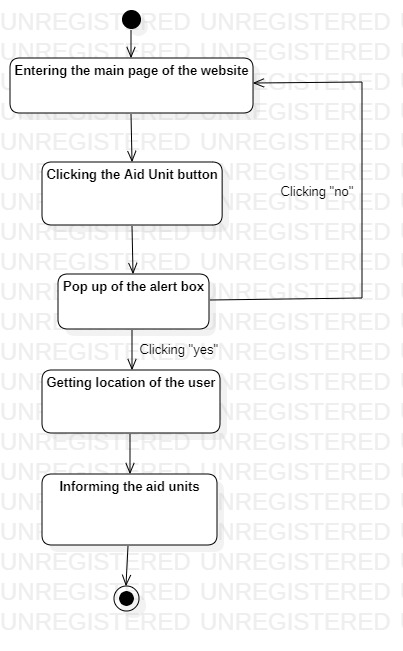 Entering the main page of the website
Clicking the Aid Unit button
Clicking "no"
Pop up of the alert box
Clicking "yes"
Getting location of the user
Informing the aid units
UNREGISTERED